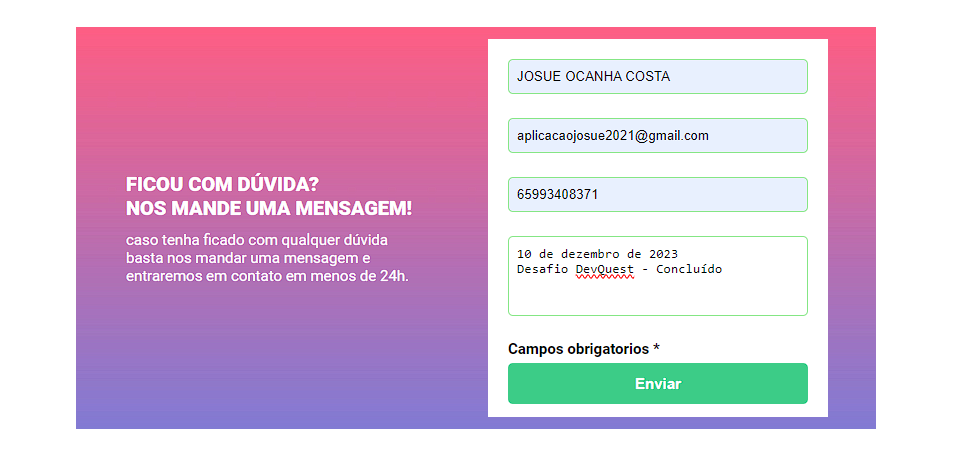 FICOU COM DÚVIDA?
NOS MANDE UMA MENSAGEM!
caso tenha ficado com qualquer dúvida
basta nos mandar uma mensagem e
entraremos em contato em menos de 24h.
JOSUE OCANHA COSTA
aplicacaojosue2021@gmail.com
65993408371
10 de dezembro de 2023
Desafio DevQuest - Concluído
Campos obrigatorios *
Enviar